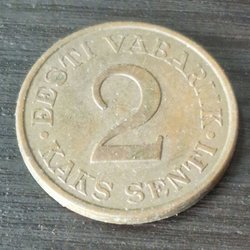 · EESTI VABARIIK ·
2
KAKS SENTI